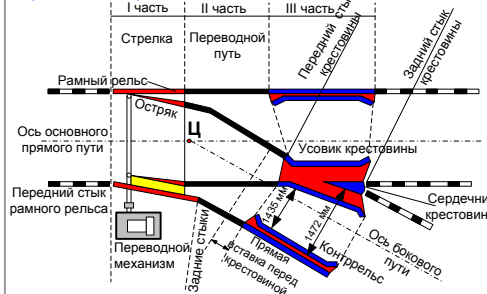 I часть
II часть
III часть
Стрелка
Переводной
путь
Передний стык
крестовины
Задний стык
крестовины
Рамный рельс
Остряк
Ось основного
прямого пути
Ц
Усовик крестовины
Передний стык
рамного рельса
Сердечник
крестовин
1435 мм
1472 мм
Переводной
механизм
Задние стыки
Прямая
вставка перед
крестовиной
Контррельс
Ось бокового
пути